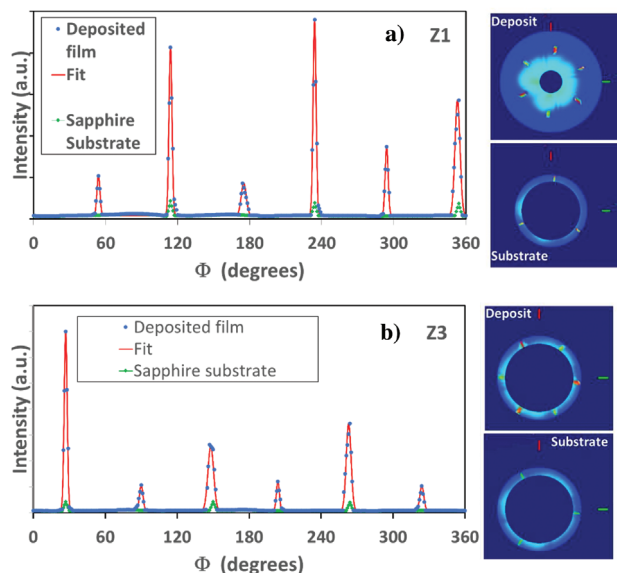 a) Z1
Deposited
film
Fit
Sapphire
Substrate
Intensity (a.u.)
0 60 120 180 240 300 360
Φ (degrees)
Deposit
Substrate
b) Z3
Deposited film
Fit
Sapphire substrate
Intensity (a.u.)
0 60 120 180 240 300 360
Φ (degrees)
Deposit
Substrate